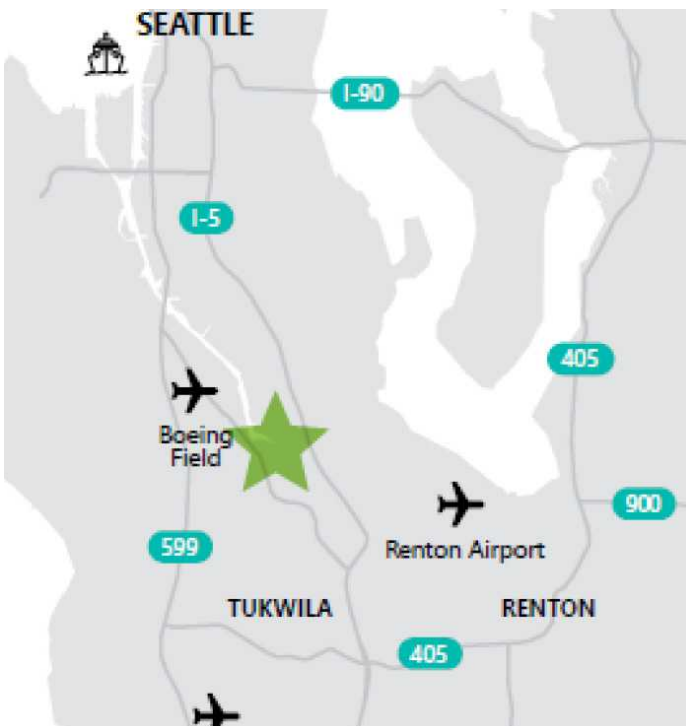 SEATTLE
I-90
I-5
405
Boeing
Field
900
599
Renton Airport
TUKWILA
RENTON
405